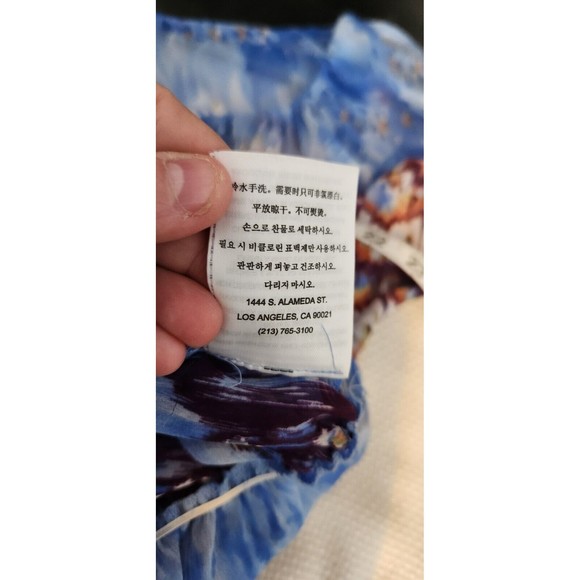 冷水手洗。需要时只可非氯漂白。
平放晾干。不可熨烫。
손으로 찬물로 세탁하시오.
필요 시 비클로린 표백제만 사용하시오.
판판하게 펴놓고 건조하시오.
다리지 마시오.
1444 S. ALAMEDA ST.
LOS ANGELES, CA 90021
(213) 765-3100
22